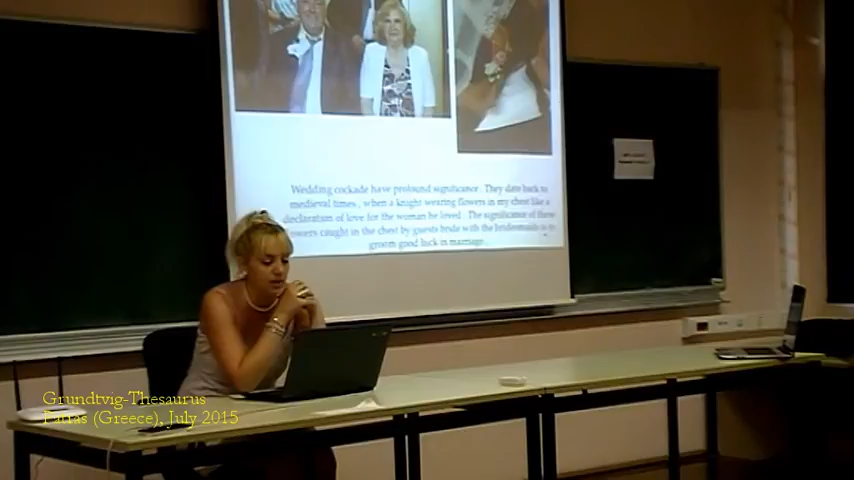 Wedding cockade have profound significance. They date back to
medieval times, when a knight wearing flowers in my chest like a
declaration of love for the woman he loved. The significance of these
owers caught in the chest by guests bride with the bridesmaids is to
groom good luck in marriage
Grundtvig-Thesaurus
Patras (Greece), July 2015